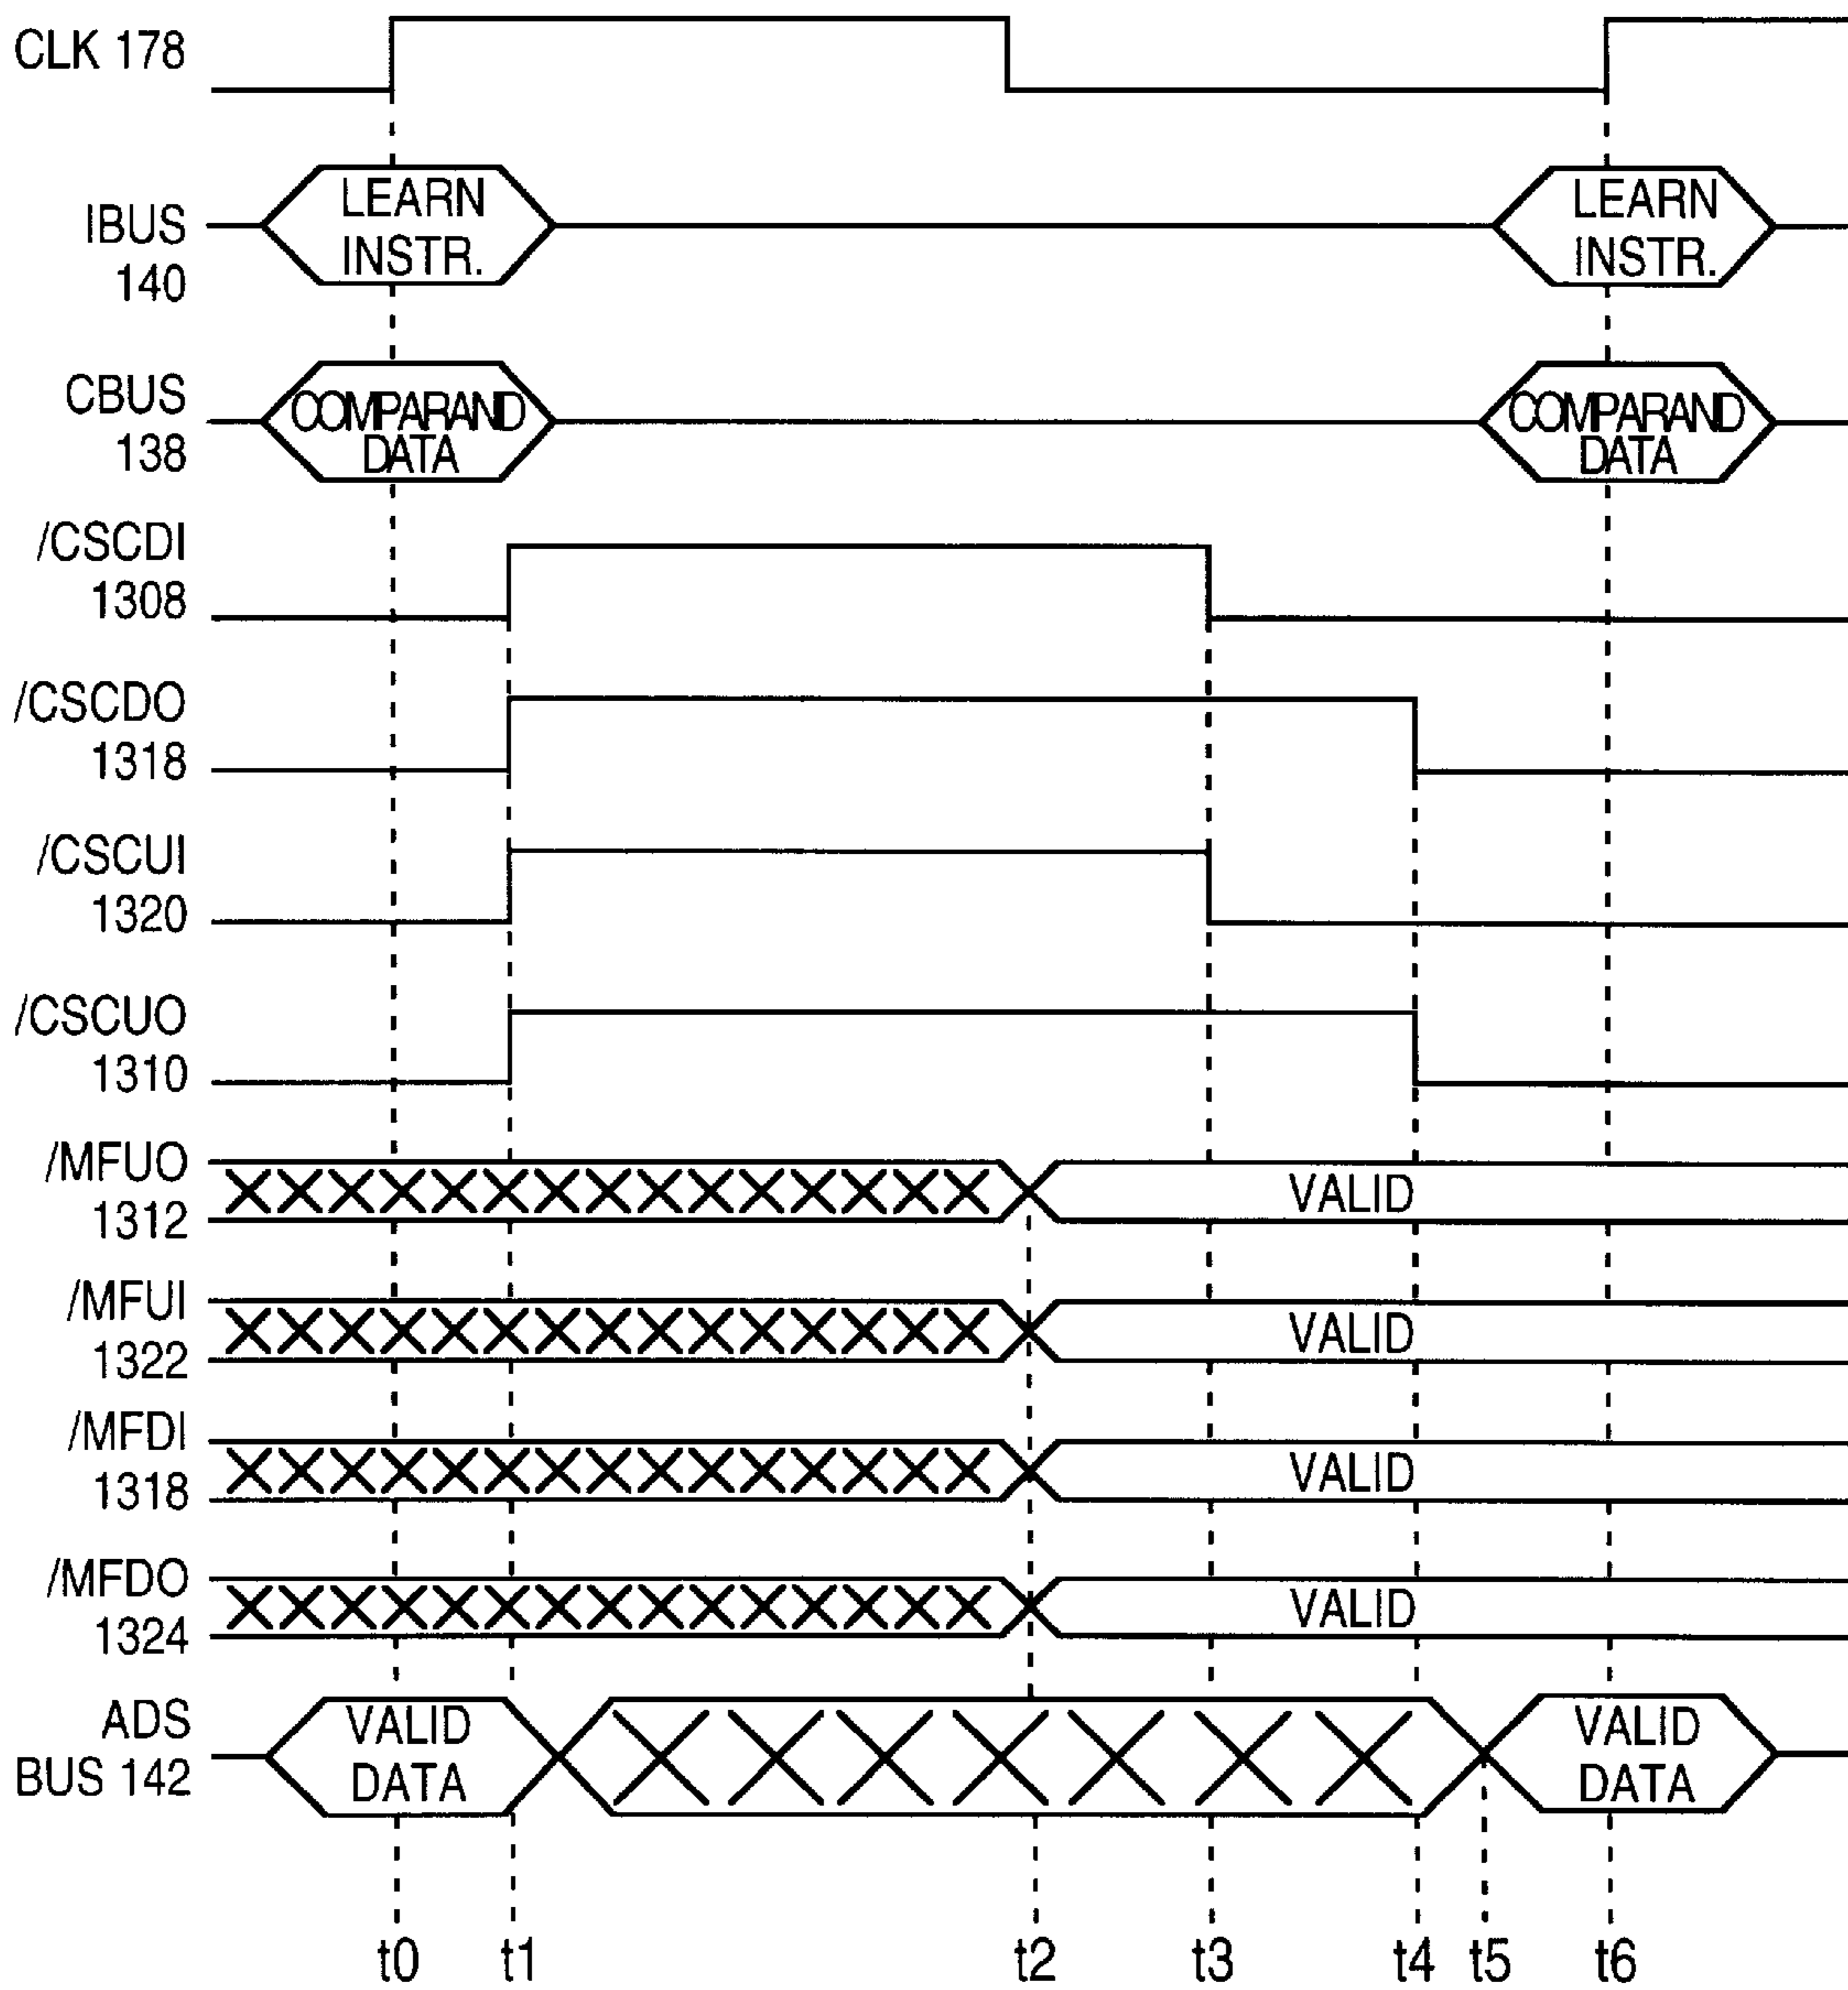 CLK 178
IBUS
140
LEARN
INSTR.
LEARN
INSTR.
CBUS
138
COMPARAND
DATA
COMPARAND
DATA
/CSCDI
1308
/CSCDO
1318
/CSCUI
1320
/CSCUO
1310
/MFUO
1312
VALID
/MFUI
1322
VALID
/MFDI
1318
VALID
/MFDO
1324
VALID
ADS
BUS 142
VALID
DATA
VALID
DATA
t0 t1 t2 t3 t4 t5 t6